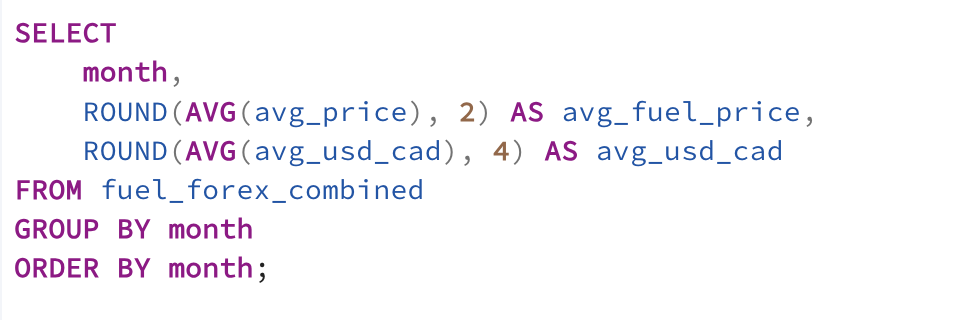 SELECT
    month,
    ROUND(AVG(avg_price), 2) AS avg_fuel_price,
    ROUND(AVG(avg_usd_cad), 4) AS avg_usd_cad
FROM fuel_forex_combined
GROUP BY month
ORDER BY month;